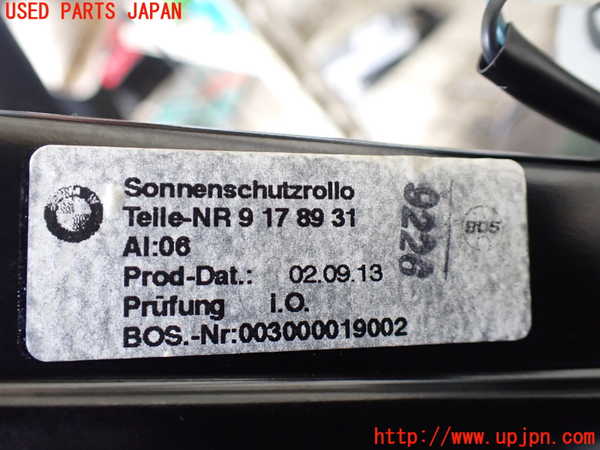 USED PARTS JAPAN
Sonnenschutzrollo
Teile-NR 9 17 89 31
AI:06
Prod-Dat.: 02.09.13
Prüfung i.O.
BOS.-Nr:003000019002
9226
BOS
http://www.upjpn.com/